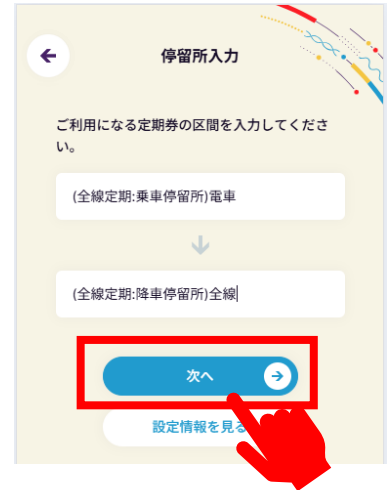 停留所入力
ご利用になる定期券の区間を入力してくださ
い。
(全線定期:乗車停留所)電車
(全線定期:降車停留所)全線
次へ
設定情報を見る